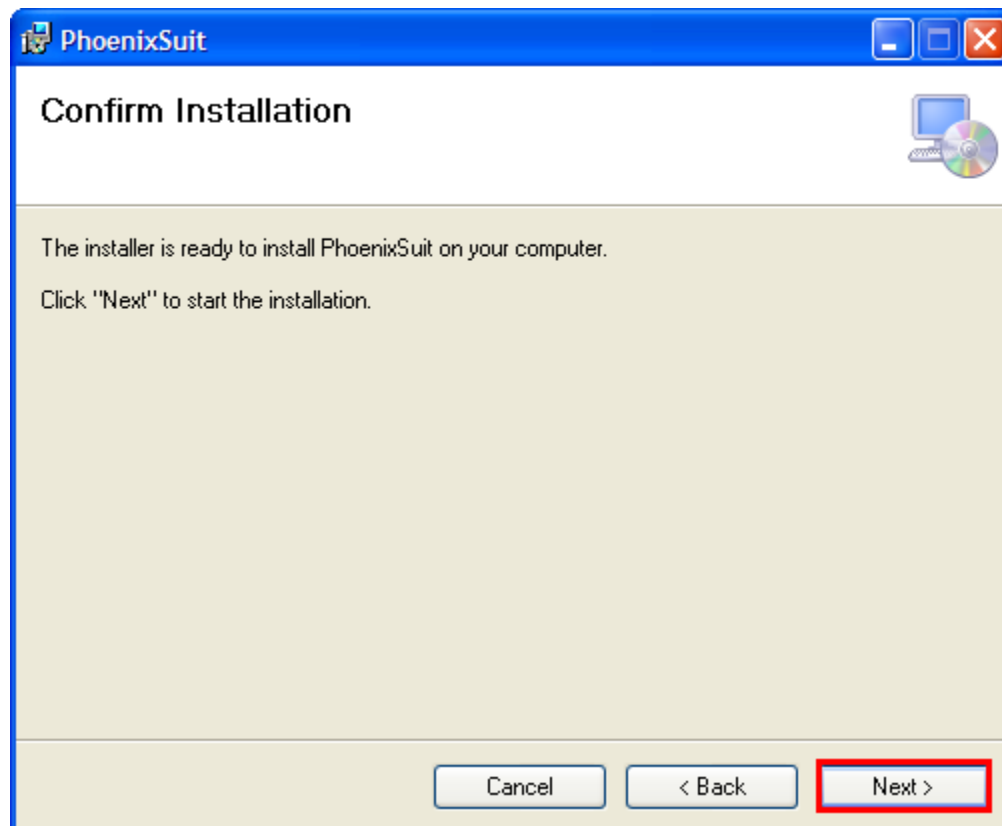 PhoenixSuit
Confirm Installation
The installer is ready to install PhoenixSuit on your computer.
Click "Next" to start the installation.
Cancel
< Back
Next >